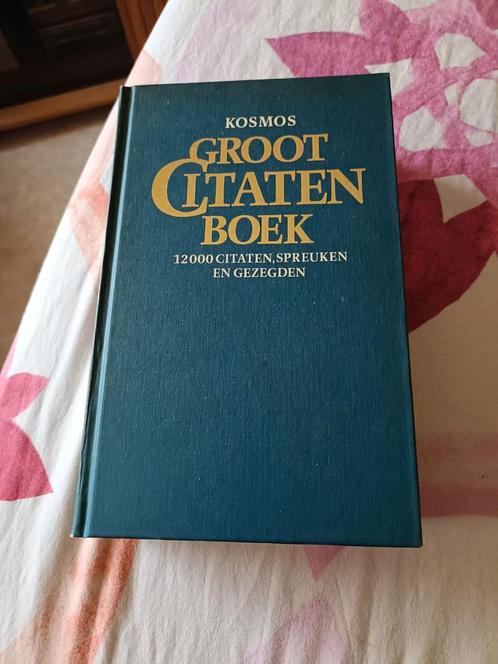 KOSMOS
GROOT
CITATEN
BOEK
12000 CITATEN, SPREUKEN
EN GEZEGDEN